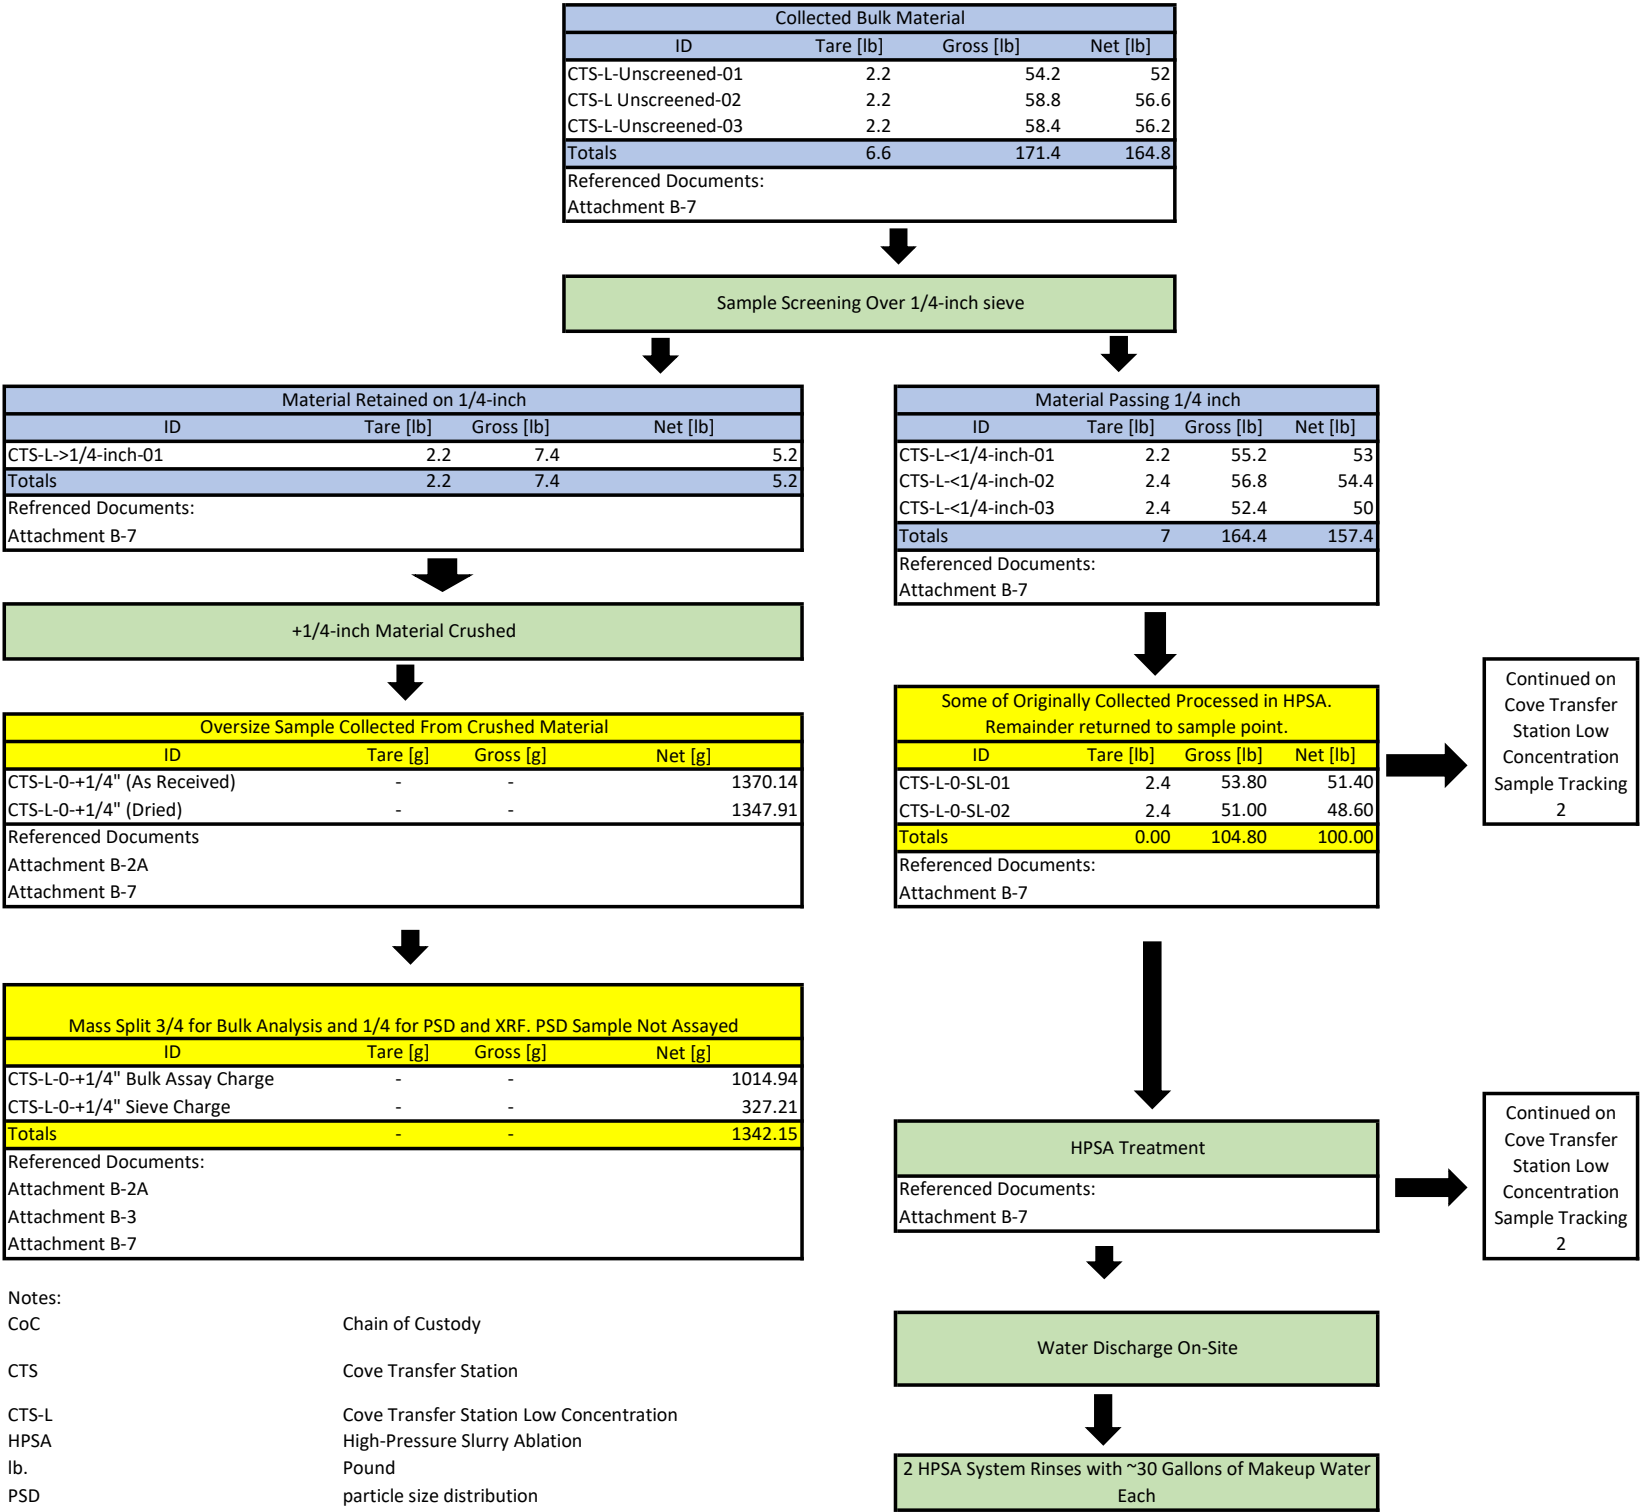 Collected Bulk Material
ID Tare [lb] Gross [lb] Net [lb]
CTS-L-Unscreened-01 2.2 54.2 52
CTS-L Unscreened-02 2.2 58.8 56.6
CTS-L-Unscreened-03 2.2 58.4 56.2
Totals 6.6 171.4 164.8
Referenced Documents:
Attachment B-7
Sample Screening Over 1/4-inch sieve
Material Retained on 1/4-inch
ID Tare [lb] Gross [lb] Net [lb]
CTS-L->1/4-inch-01 2.2 7.4 5.2
Totals 2.2 7.4 5.2
Refrenced Documents:
Attachment B-7
+1/4-inch Material Crushed
Oversize Sample Collected From Crushed Material
ID Tare [g] Gross [g] Net [g]
CTS-L-0-+1/4" (As Received) - - 1370.14
CTS-L-0-+1/4" (Dried) - - 1347.91
Referenced Documents
Attachment B-2A
Attachment B-7
Mass Split 3/4 for Bulk Analysis and 1/4 for PSD and XRF. PSD Sample Not Assayed
ID Tare [g] Gross [g] Net [g]
CTS-L-0-+1/4" Bulk Assay Charge - - 1014.94
CTS-L-0-+1/4" Sieve Charge - - 327.21
Totals - - 1342.15
Referenced Documents:
Attachment B-2A
Attachment B-3
Attachment B-7
Material Passing 1/4 inch
ID Tare [lb] Gross [lb] Net [lb]
CTS-L-<1/4-inch-01 2.2 55.2 53
CTS-L-<1/4-inch-02 2.4 56.8 54.4
CTS-L-<1/4-inch-03 2.4 52.4 50
Totals 7 164.4 157.4
Referenced Documents:
Attachment B-7
Some of Originally Collected Processed in HPSA.
Remainder returned to sample point.
ID Tare [lb] Gross [lb] Net [lb]
CTS-L-0-SL-01 2.4 53.80 51.40
CTS-L-0-SL-02 2.4 51.00 48.60
Totals 0.00 104.80 100.00
Referenced Documents:
Attachment B-7
Continued on
Cove Transfer
Station Low
Concentration
Sample Tracking
2
HPSA Treatment
Referenced Documents:
Attachment B-7
Continued on
Cove Transfer
Station Low
Concentration
Sample Tracking
2
Water Discharge On-Site
2 HPSA System Rinses with ~30 Gallons of Makeup Water
Each
Notes:
CoC Chain of Custody
CTS Cove Transfer Station
CTS-L Cove Transfer Station Low Concentration
HPSA High-Pressure Slurry Ablation
lb. Pound
PSD particle size distribution